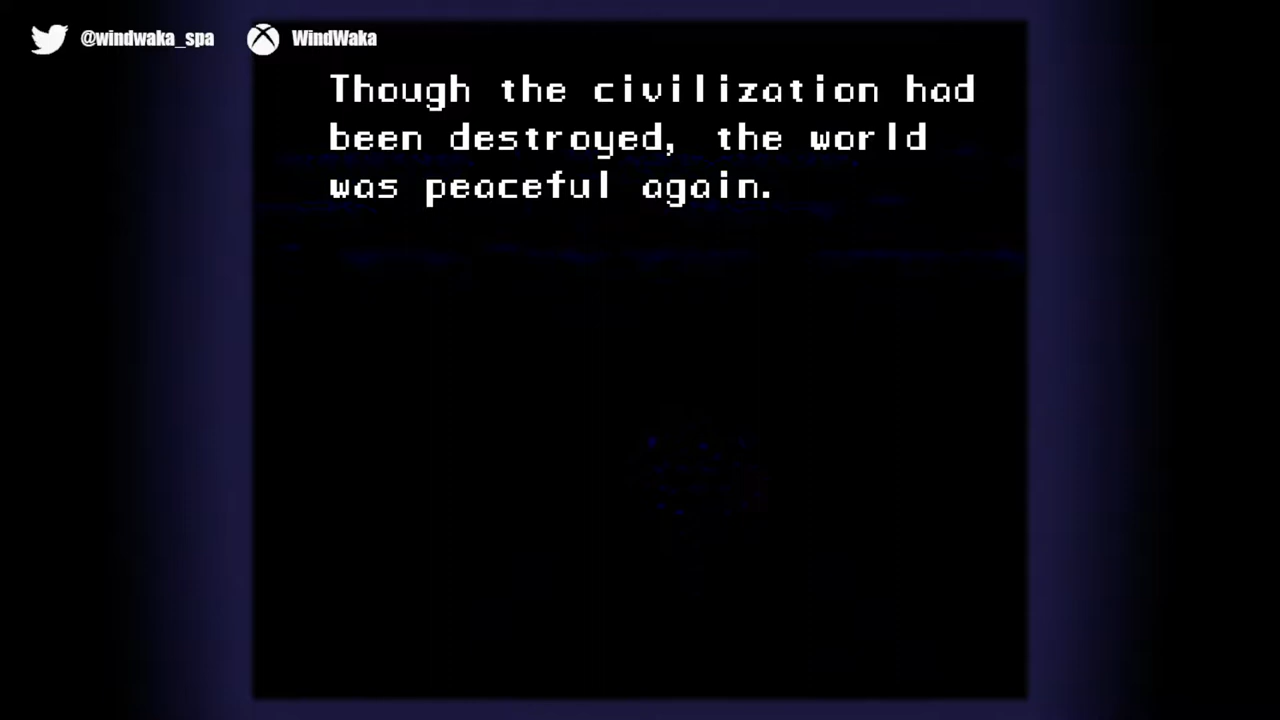 @windwaka_spa WindWaka
Though the civilization had
been destroyed, the world
was peaceful again.